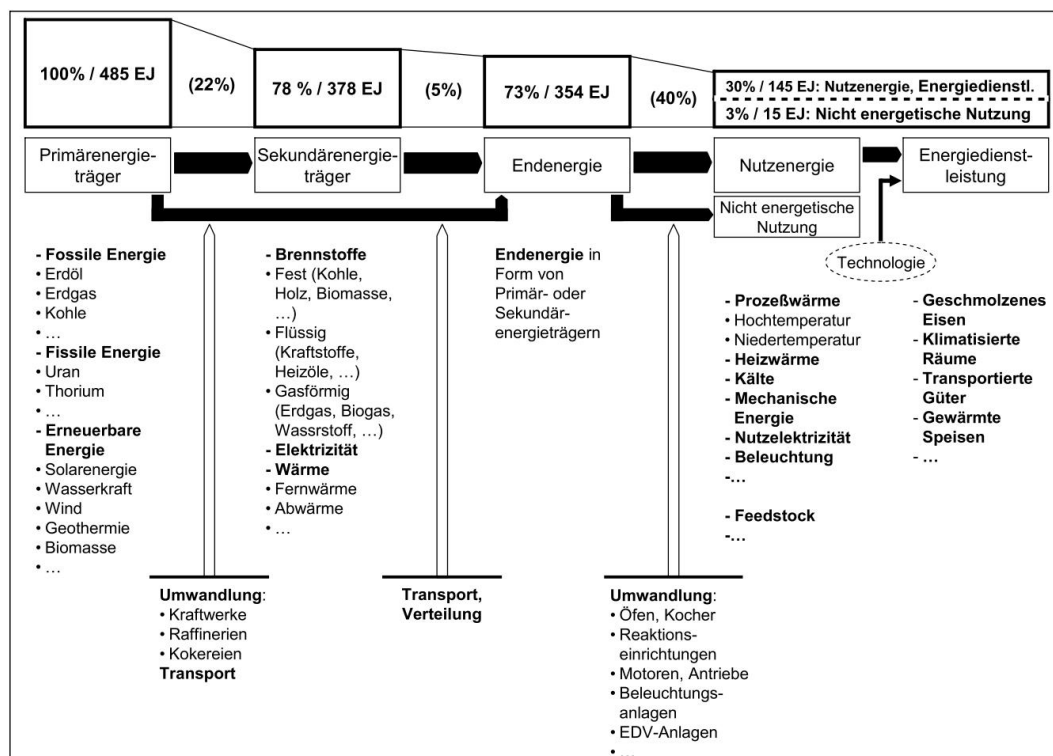 100% / 485 EJ
(22%)
78 % / 378 EJ
(5%)
73% / 354 EJ
(40%)
30% / 145 EJ: Nutzenergie, Energiedienstl.
3% / 15 EJ: Nicht energetische Nutzung
Primärenergie-
träger
Sekundärenergie-
träger
Endenergie
Nutzenergie
Energiedienst-
leistung
Nicht energetische
Nutzung
Technologie
- Fossile Energie
• Erdöl
• Erdgas
• Kohle
• ...
- Fissile Energie
• Uran
• Thorium
• ...
- Erneuerbare
Energie
• Solarenergie
• Wasserkraft
• Wind
• Geothermie
• Biomasse
• ...
- Brennstoffe
• Fest (Kohle,
Holz, Biomasse,
...)
• Flüssig
(Kraftstoffe,
Heizöle, ...)
• Gasförmig
(Erdgas, Biogas,
Wassrstoff, ...)
- Elektrizität
- Wärme
• Fernwärme
• Abwärme
• ...
Endenergie in
Form von
Primär- oder
Sekundär-
energieträgern
- Prozeßwärme
• Hochtemperatur
• Niedertemperatur
- Heizwärme
- Kälte
- Mechanische
Energie
- Nutzelektrizität
- Beleuchtung
-...
- Feedstock
-...
- Geschmolzenes
Eisen
- Klimatisierte
Räume
- Transportierte
Güter
- Gewärmte
Speisen
- ...
Umwandlung:
• Kraftwerke
• Raffinerien
• Kokereien
Transport
Transport,
Verteilung
Umwandlung:
• Öfen, Kocher
• Reaktions-
einrichtungen
• Motoren, Antriebe
• Beleuchtungs-
anlagen
• EDV-Anlagen
• ...